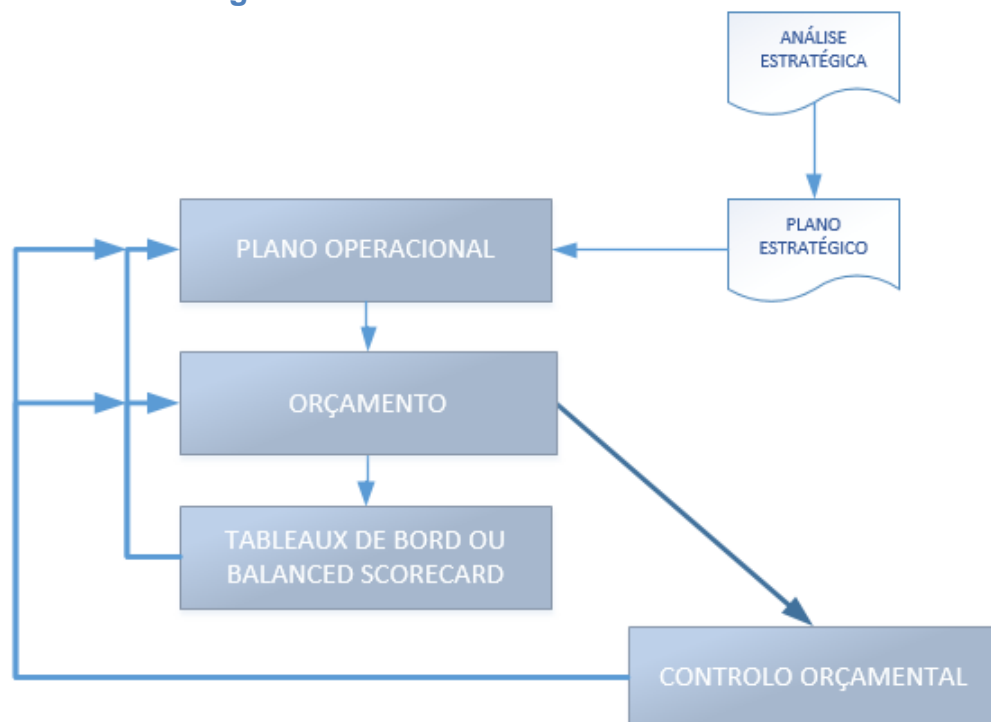 ANÁLISE
ESTRATÉGICA
PLANO
ESTRATÉGICO
PLANO OPERACIONAL
ORÇAMENTO
TABLEAUX DE BORD OU
BALANCED SCORECARD
CONTROLO ORÇAMENTAL